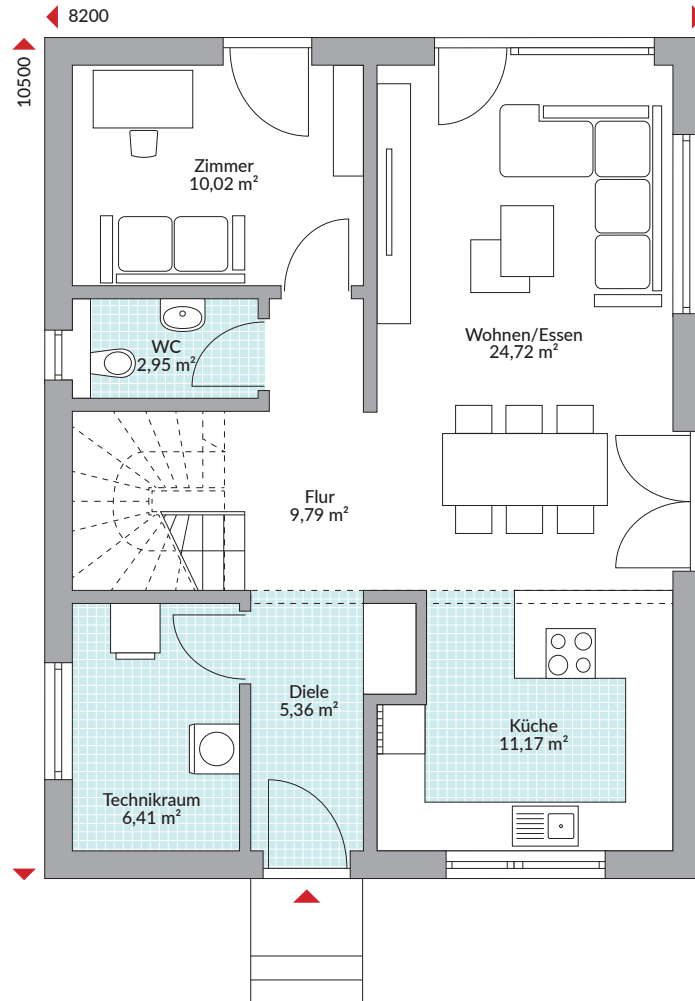 8200
10500
Zimmer
10,02 m²
WC
2,95 m²
Wohnen/Essen
24,72 m²
Flur
9,79 m²
Diele
5,36 m²
Küche
11,17 m²
Technikraum
6,41 m²